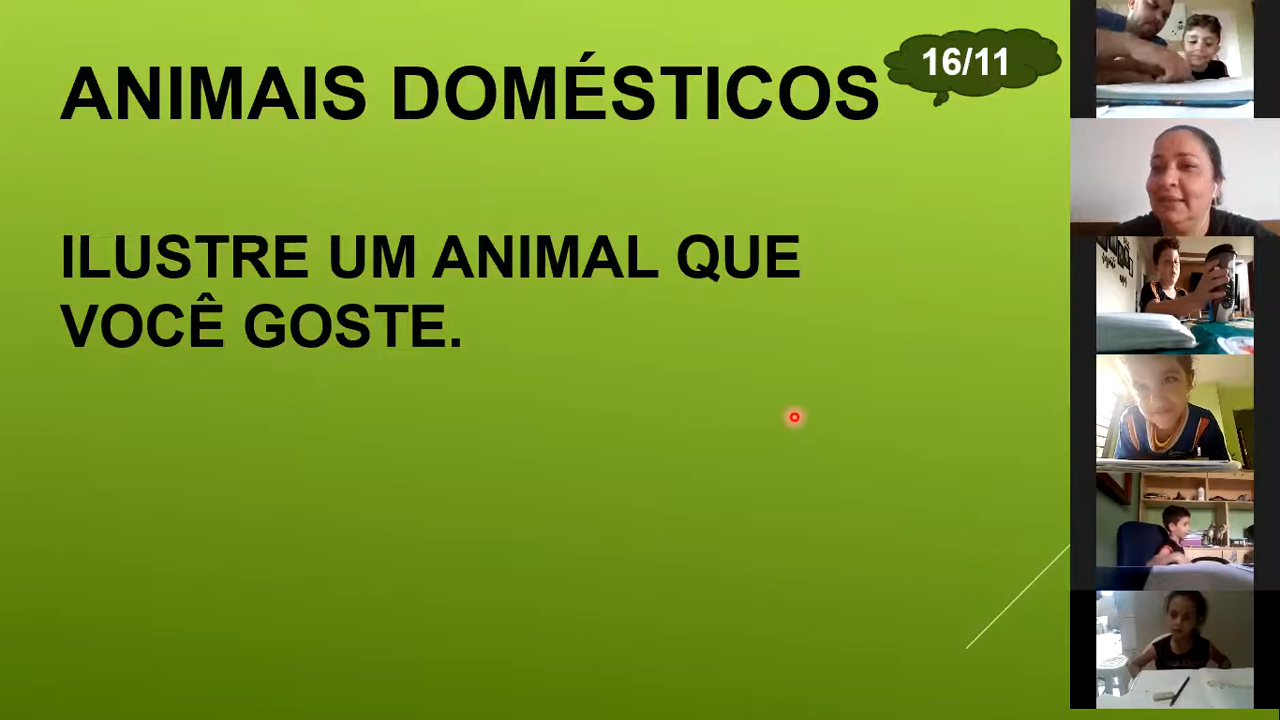 ANIMAIS DOMÉSTICOS
16/11
ILUSTRE UM ANIMAL QUE
VOCÊ GOSTE.